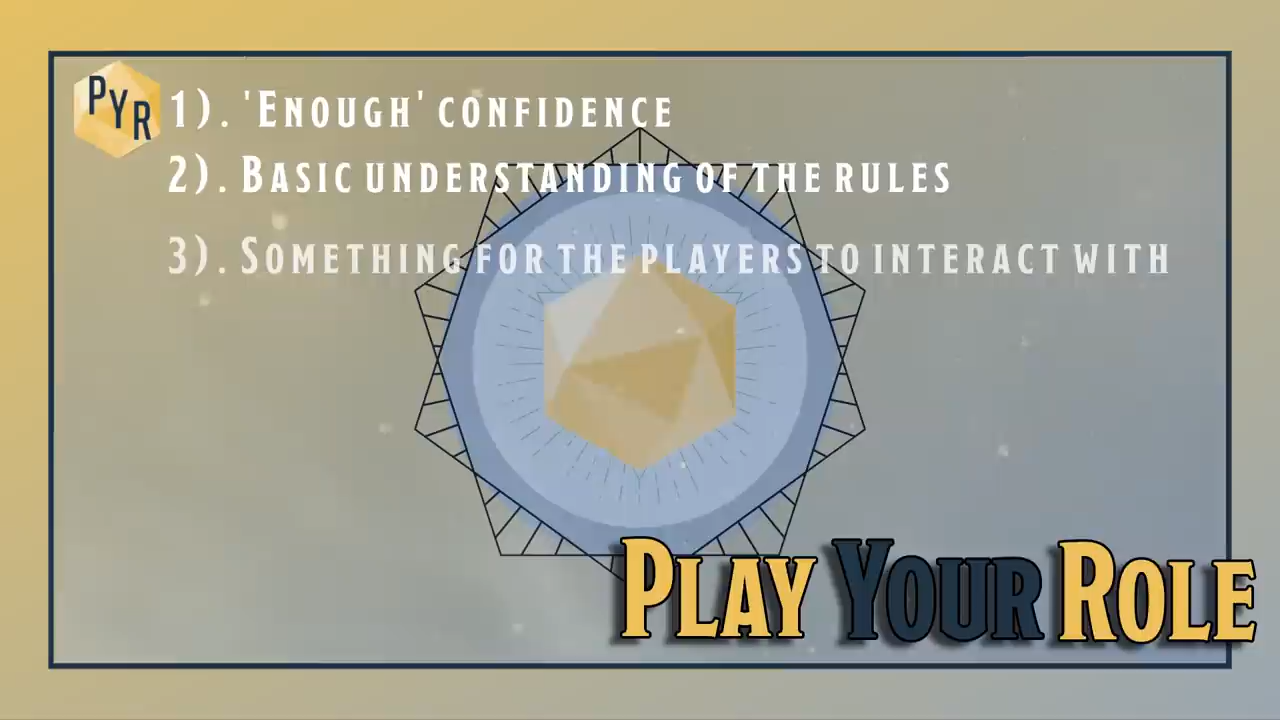 PYR
1). 'Enough' confidence
2). Basic understanding of the rules
3). Something for the players to interact with
Play Your Role